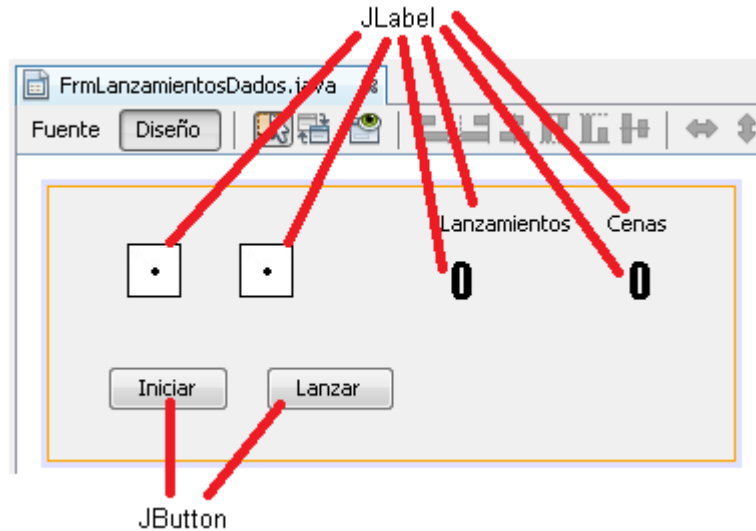 JLabel
FrmLanzamientosDados.java
Fuente Diseño
Lanzamientos Cenas
0 0
Iniciar Lanzar
JButton